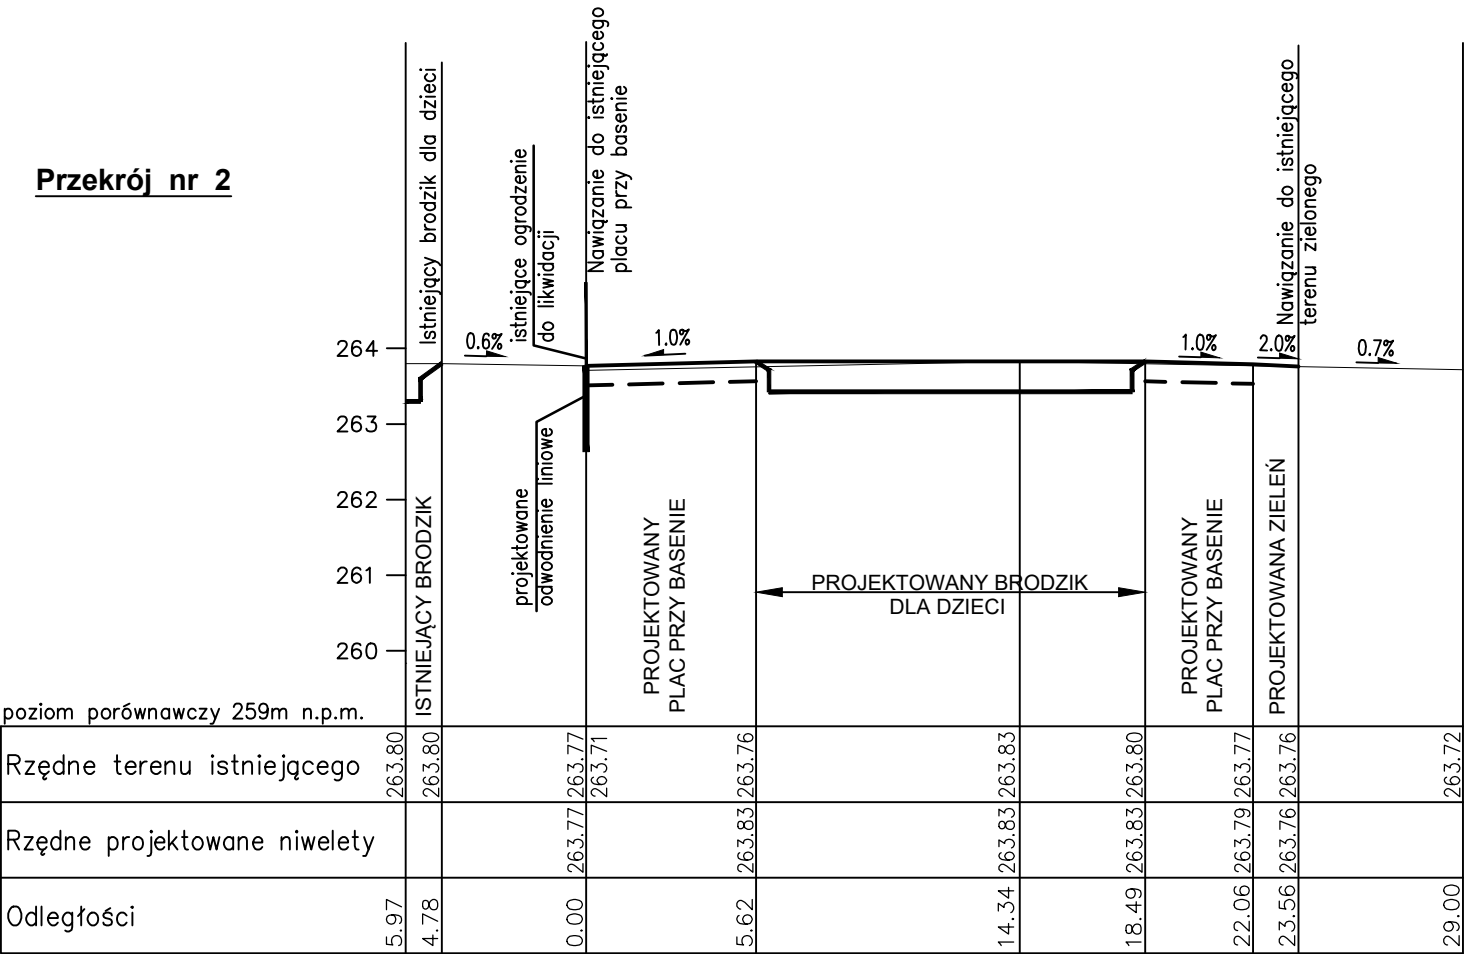 Przekrój nr 2
Istniejący brodzik dla dzieci
istniejące ogrodzenie
do likwidacji
Nawiązanie do istniejącego
placu przy basenie
Nawiązanie do istniejącego
terenu zielonego
0.6%
1.0%
1.0%
2.0%
0.7%
264
263
262
261
260
projektowane
odwodnienie liniowe
ISTNIEJĄCY BRODZIK
PROJEKTOWANY
PLAC PRZY BASENIE
PROJEKTOWANY BRODZIK
DLA DZIECI
PROJEKTOWANY
PLAC PRZY BASENIE
PROJEKTOWANA ZIELEŃ
poziom porównawczy 259m n.p.m.
Rzędne terenu istniejącego 263.80 263.80 263.77 263.71 263.76 263.83 263.80 263.77 263.76 263.72
Rzędne projektowane niwelety 263.77 263.83 263.83 263.83 263.79 263.76
Odległości 5.97 4.78 0.00 5.62 14.34 18.49 22.06 23.56 29.00